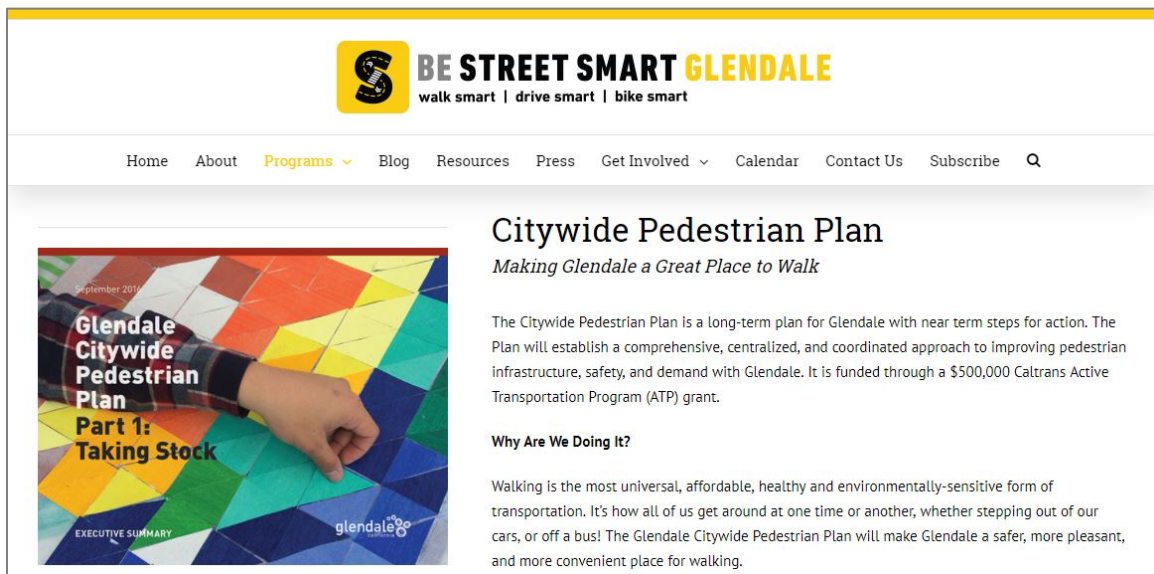 BE STREET SMART GLENDALE
walk smart | drive smart | bike smart
Home About Programs Blog Resources Press Get Involved Calendar Contact Us Subscribe
September 2016
Glendale
Citywide
Pedestrian
Plan
Part 1:
Taking Stock
EXECUTIVE SUMMARY
glendale
california
Citywide Pedestrian Plan
Making Glendale a Great Place to Walk
The Citywide Pedestrian Plan is a long-term plan for Glendale with near term steps for action. The
Plan will establish a comprehensive, centralized, and coordinated approach to improving pedestrian
infrastructure, safety, and demand with Glendale. It is funded through a $500,000 Caltrans Active
Transportation Program (ATP) grant.
Why Are We Doing It?
Walking is the most universal, affordable, healthy and environmentally-sensitive form of
transportation. It's how all of us get around at one time or another, whether stepping out of our
cars, or off a bus! The Glendale Citywide Pedestrian Plan will make Glendale a safer, more pleasant,
and more convenient place for walking.